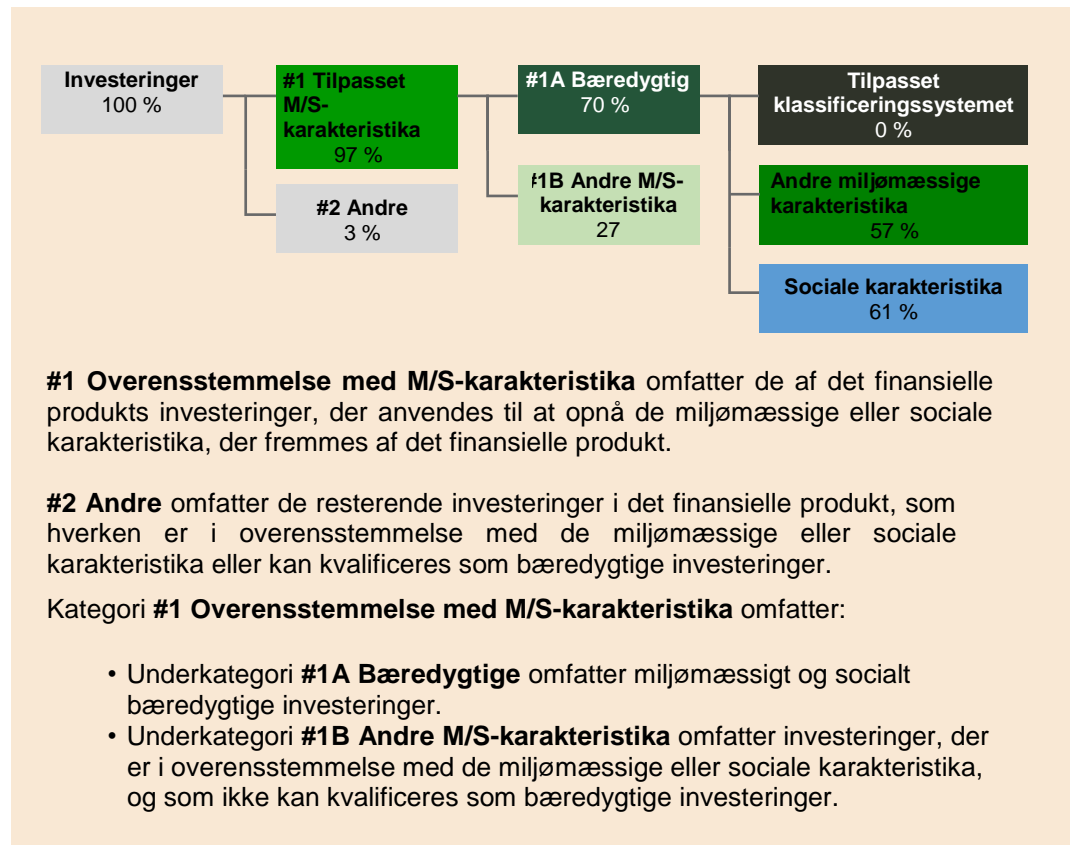 Investeringer
100 %
#1 Tilpasset
M/S-
karakteristika
97 %
#2 Andre
3 %
#1A Bæredygtig
70 %
#1B Andre M/S-
karakteristika
27
Tilpasset
klassificeringssystemet
0 %
Andre miljømæssige
karakteristika
57 %
Sociale karakteristika
61 %
#1 Overensstemmelse med M/S-karakteristika omfatter de af det finansielle
produkts investeringer, der anvendes til at opnå de miljømæssige eller sociale
karakteristika, der fremmes af det finansielle produkt.
#2 Andre omfatter de resterende investeringer i det finansielle produkt, som
hverken er i overensstemmelse med de miljømæssige eller sociale
karakteristika eller kan kvalificeres som bæredygtige investeringer.
Kategori #1 Overensstemmelse med M/S-karakteristika omfatter:
• Underkategori #1A Bæredygtige omfatter miljømæssigt og socialt
bæredygtige investeringer.
• Underkategori #1B Andre M/S-karakteristika omfatter investeringer, der
er i overensstemmelse med de miljømæssige eller sociale karakteristika,
og som ikke kan kvalificeres som bæredygtige investeringer.